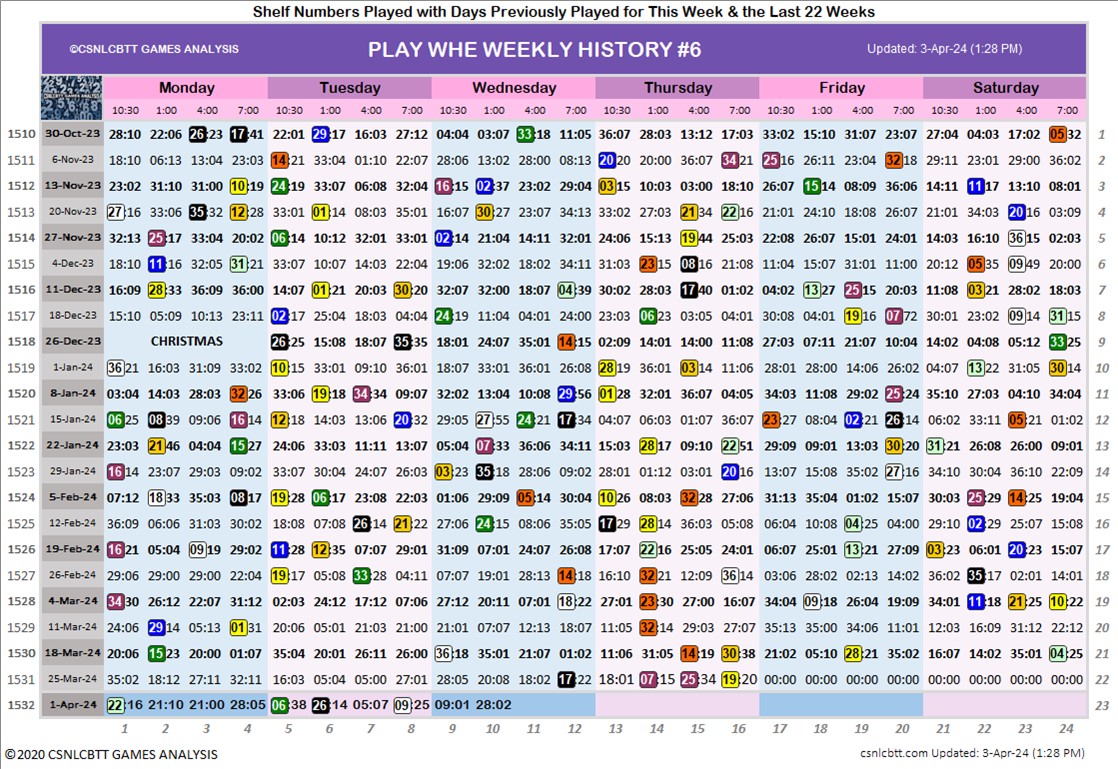 Shelf Numbers Played with Days Previously Played for This Week & the Last 22 Weeks
©CSNLCBTT GAMES ANALYSIS PLAY WHE WEEKLY HISTORY #6 Updated: 3-Apr-24 (1:28 PM)
Monday Tuesday Wednesday Thursday Friday Saturday
10:30 1:00 4:00 7:00 10:30 1:00 4:00 7:00 10:30 1:00 4:00 7:00 10:30 1:00 4:00 7:00 10:30 1:00 4:00 7:00 10:30 1:00 4:00 7:00
1510 30-Oct-23 28:10 22:06 26:23 17:41 22:01 29:17 16:03 27:12 04:04 03:07 33:18 11:05 36:07 28:03 13:12 17:03 33:02 15:10 31:07 23:07 27:04 04:03 17:02 05:32 1
1511 6-Nov-23 18:10 06:13 13:04 23:03 14:21 33:04 01:10 22:07 28:06 13:02 28:00 08:13 20:20 20:00 36:07 34:21 25:16 26:11 23:04 32:18 29:11 23:01 29:00 36:02 2
1512 13-Nov-23 23:02 31:10 31:00 10:19 24:19 33:07 06:08 32:04 16:15 02:37 23:02 29:04 03:15 10:03 03:00 18:10 26:07 18:14 08:09 36:06 14:11 11:17 13:10 08:01 3
1513 20-Nov-23 27:16 33:06 35:32 12:28 33:01 01:14 08:03 35:01 16:07 30:27 23:07 34:13 33:02 27:03 21:34 22:16 21:01 24:10 18:08 26:07 21:01 34:03 20:16 03:09 4
1514 27-Nov-23 32:13 25:17 33:04 20:02 06:14 10:12 32:01 33:01 02:14 21:04 14:11 32:01 24:06 15:13 19:44 25:03 22:08 26:07 15:01 24:01 14:03 16:10 36:15 02:03 5
1515 4-Dec-23 18:10 11:16 32:05 31:21 33:07 10:07 14:03 22:04 19:06 32:02 18:02 34:11 31:03 23:15 08:16 21:08 11:04 15:07 32:01 11:00 20:12 05:35 09:49 20:00 6
1516 11-Dec-23 16:09 28:33 36:09 36:00 14:07 01:21 20:03 30:20 32:07 32:00 18:07 04:39 30:02 28:03 17:40 01:02 04:02 13:27 25:15 20:03 11:08 03:21 28:02 18:03 7
1517 18-Dec-23 15:10 05:09 10:13 23:11 02:17 25:04 18:03 04:04 24:19 11:04 04:01 24:00 23:03 06:23 03:05 04:01 30:08 04:01 19:16 07:72 30:01 22:02 09:14 31:15 8
1518 26-Dec-23 CHRISTMAS 26:25 15:08 18:07 35:35 18:01 24:07 35:01 14:15 02:09 14:01 14:00 11:08 27:03 07:11 21:07 10:04 14:02 04:08 05:12 33:25 9
1519 1-Jan-24 36:21 16:03 31:09 33:02 10:15 33:01 09:10 36:01 18:07 33:01 36:01 26:08 28:19 36:01 03:14 11:06 28:01 28:00 14:06 26:02 18:04 13:22 31:05 30:14 10
1520 8-Jan-24 03:04 14:03 28:03 32:26 33:06 19:18 34:34 09:07 32:02 13:04 10:08 29:56 01:28 32:01 36:07 04:05 34:03 11:08 29:02 25:24 35:10 27:03 04:10 34:04 11
1521 15-Jan-24 06:25 08:39 09:06 16:14 12:18 14:03 13:06 20:32 29:05 27:55 24:21 17:34 04:07 06:03 01:07 36:07 23:27 08:04 02:21 26:14 06:02 33:11 05:21 01:02 12
1522 22-Jan-24 23:03 21:46 04:04 15:27 24:06 33:03 11:11 13:07 05:04 07:33 36:06 34:11 15:03 28:17 09:10 22:51 29:09 09:01 13:03 30:20 31:21 26:08 26:00 09:01 13
1523 29-Jan-24 16:14 23:07 29:03 09:02 33:07 30:04 24:07 26:03 03:23 35:18 28:06 09:02 28:01 01:12 03:01 20:16 13:07 15:08 35:02 27:16 34:10 30:04 36:10 22:09 14
1524 5-Feb-24 07:12 18:33 35:03 08:17 19:28 06:17 23:08 22:03 01:06 29:09 05:14 30:04 10:26 08:03 32:15 27:06 31:13 35:04 01:02 15:07 30:03 25:29 14:25 19:04 15
1525 12-Feb-24 36:09 06:06 31:03 30:02 18:08 07:08 26:14 21:22 27:06 24:15 08:06 35:05 17:29 28:14 36:03 05:08 06:04 10:08 04:25 04:00 29:10 02:29 25:07 15:08 16
1526 19-Feb-24 16:21 05:04 09:19 29:02 11:28 12:35 07:07 29:01 31:09 07:01 24:07 26:08 17:07 22:16 25:05 24:01 06:07 25:01 13:21 27:09 03:23 06:01 20:23 15:07 17
1527 26-Feb-24 29:06 29:00 29:00 22:04 19:17 05:08 33:28 04:11 07:07 19:01 28:13 14:18 16:10 32:21 12:09 36:14 03:06 28:02 02:13 14:02 36:02 35:17 02:01 14:01 18
1528 4-Mar-24 34:30 26:12 22:07 31:12 02:03 24:12 17:12 07:06 27:12 20:11 07:01 18:22 27:01 23:30 27:00 16:07 34:04 09:18 26:04 19:09 34:01 11:18 21:25 10:22 19
1529 11-Mar-24 24:06 29:14 05:13 01:31 20:06 05:01 21:03 21:00 21:01 07:07 12:13 18:07 11:05 32:14 29:03 27:07 35:13 35:00 33:06 11:01 12:03 16:09 31:12 22:12 20
1530 18-Mar-24 20:06 15:23 20:00 01:07 35:04 20:01 26:11 26:00 36:18 35:01 21:07 06:13 11:06 31:05 14:19 30:38 21:02 05:10 28:21 35:02 16:07 14:02 35:01 04:25 21
1531 25-Mar-24 35:02 18:12 27:11 32:11 16:03 05:04 05:00 27:01 28:05 20:08 18:02 17:22 18:01 07:15 25:34 19:20 00:00 00:00 00:00 00:00 00:00 00:00 00:00 00:00 22
1532 1-Apr-24 22:16 21:10 21:00 28:05 06:38 26:14 05:07 09:25 09:01 28:02 23
1 2 3 4 5 6 7 8 9 10 11 12 13 14 15 16 17 18 19 20 21 22 23 24
©2020 CSNLCBTT GAMES ANALYSIS csnlcbtt.com Updated: 3-Apr-24 (1:28 PM)